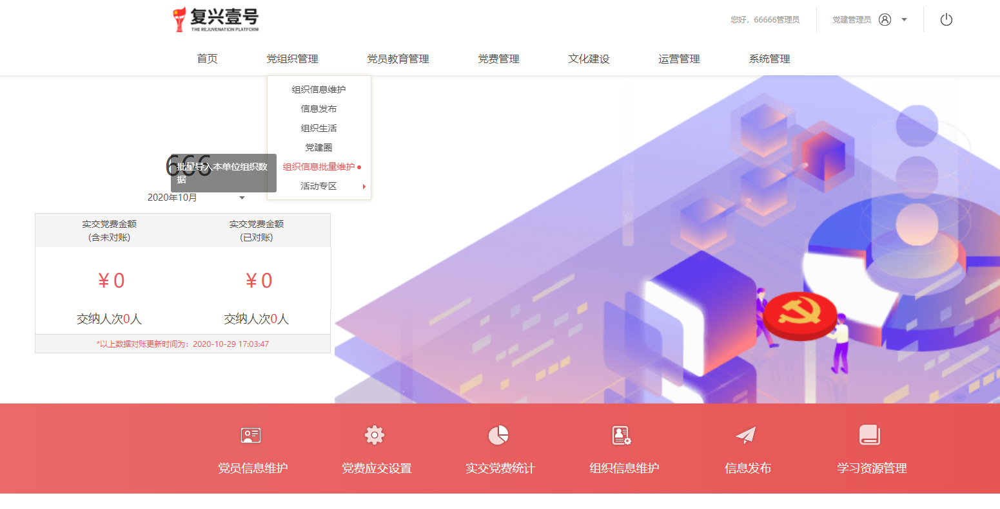 复兴壹号
THE REJUVENATION PLATFORM
您好，66666管理员
党建管理员
首页
党组织管理
党员教育管理
党费管理
文化建设
运营管理
系统管理
组织信息维护
信息发布
组织生活
党建圈
组织信息批量维护
活动专区
666
批量导入本单位组织数
据
2020年10月
实交党费金额
(含未对账)
实交党费金额
(已对账)
¥ 0
¥ 0
交纳人次0人
交纳人次0人
*以上数据对账更新时间为：2020-10-29 17:03:47
党员信息维护
党费应交设置
实交党费统计
组织信息维护
信息发布
学习资源管理